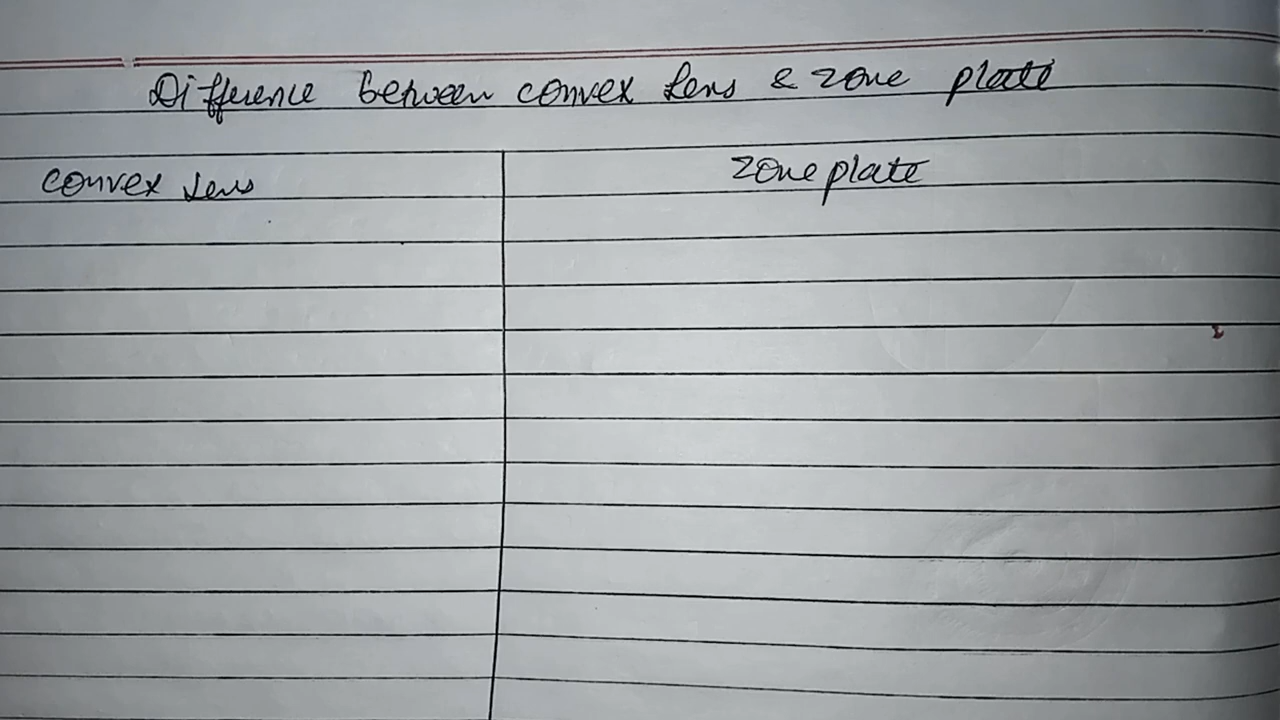 Difference between convex lens & zone plate
convex lens
zone plate